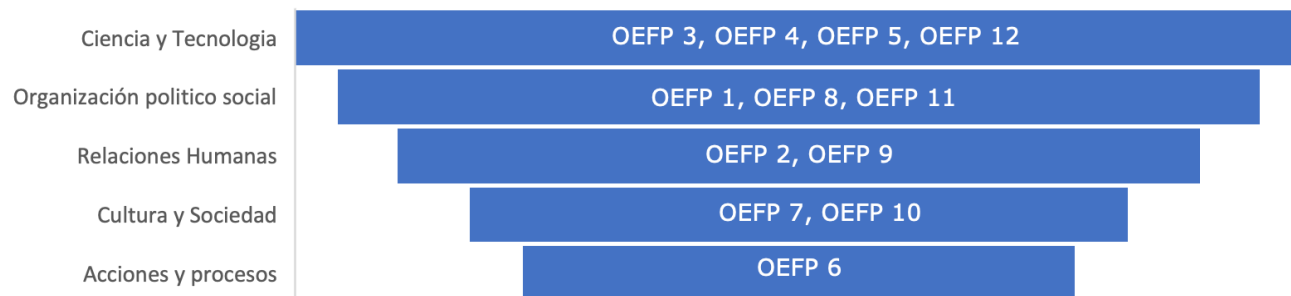 Ciencia y Tecnologia OEFP 3, OEFP 4, OEFP 5, OEFP 12
Organización politico social OEFP 1, OEFP 8, OEFP 11
Relaciones Humanas OEFP 2, OEFP 9
Cultura y Sociedad OEFP 7, OEFP 10
Acciones y procesos OEFP 6